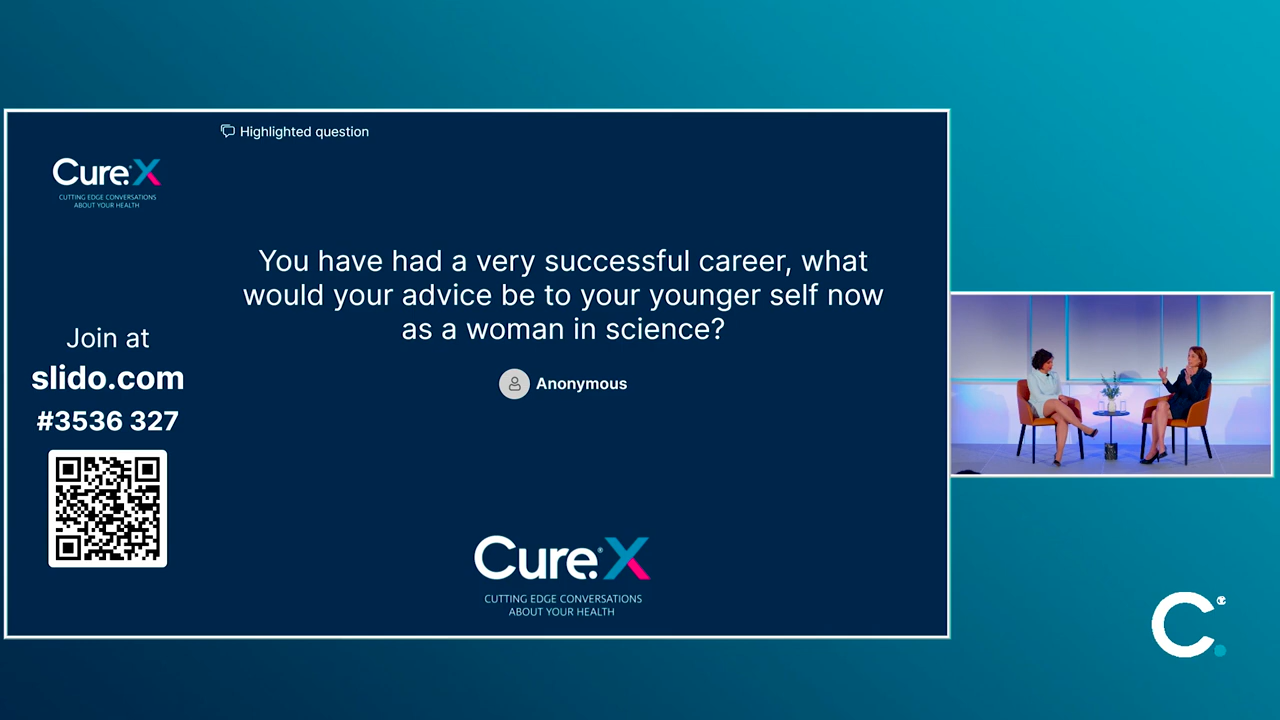 Highlighted question
Cure.X
CUTTING EDGE CONVERSATIONS
ABOUT YOUR HEALTH
You have had a very successful career, what
would your advice be to your younger self now
as a woman in science?
Anonymous
Join at
slido.com
#3536 327
Cure.® X
CUTTING EDGE CONVERSATIONS
ABOUT YOUR HEALTH
C.